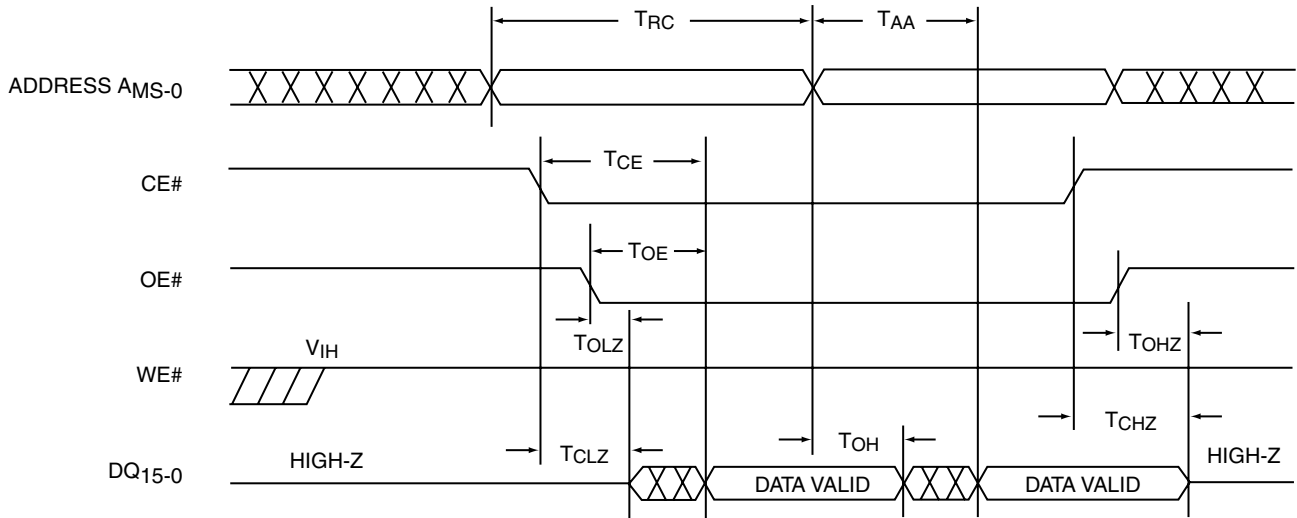 TRC
TAA
ADDRESS AMS-0
TCE
CE#
TOE
OE#
TOLZ
TOHZ
VIH
WE#
TCHZ
HIGH-Z
TCLZ
TOH
HIGH-Z
DQ15-0
DATA VALID
DATA VALID